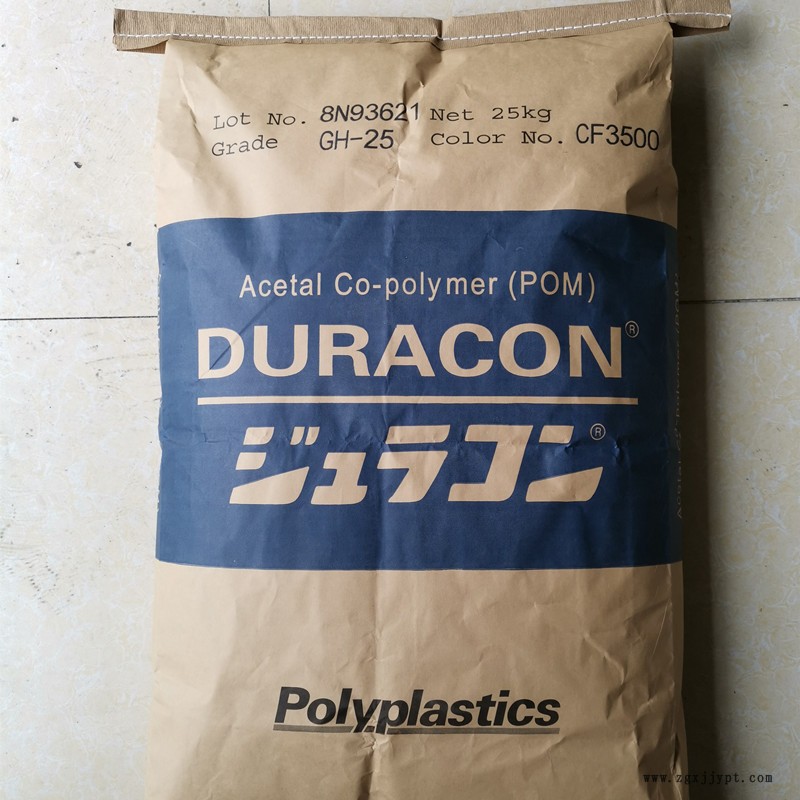 Lot No. 8N93621 Net 25kg
Grade GH-25 Color No. CF3500
Acetal Co-polymer (POM)
DURACON®
ジュラコン®
Polyplastics
www.zgxjjypt.com